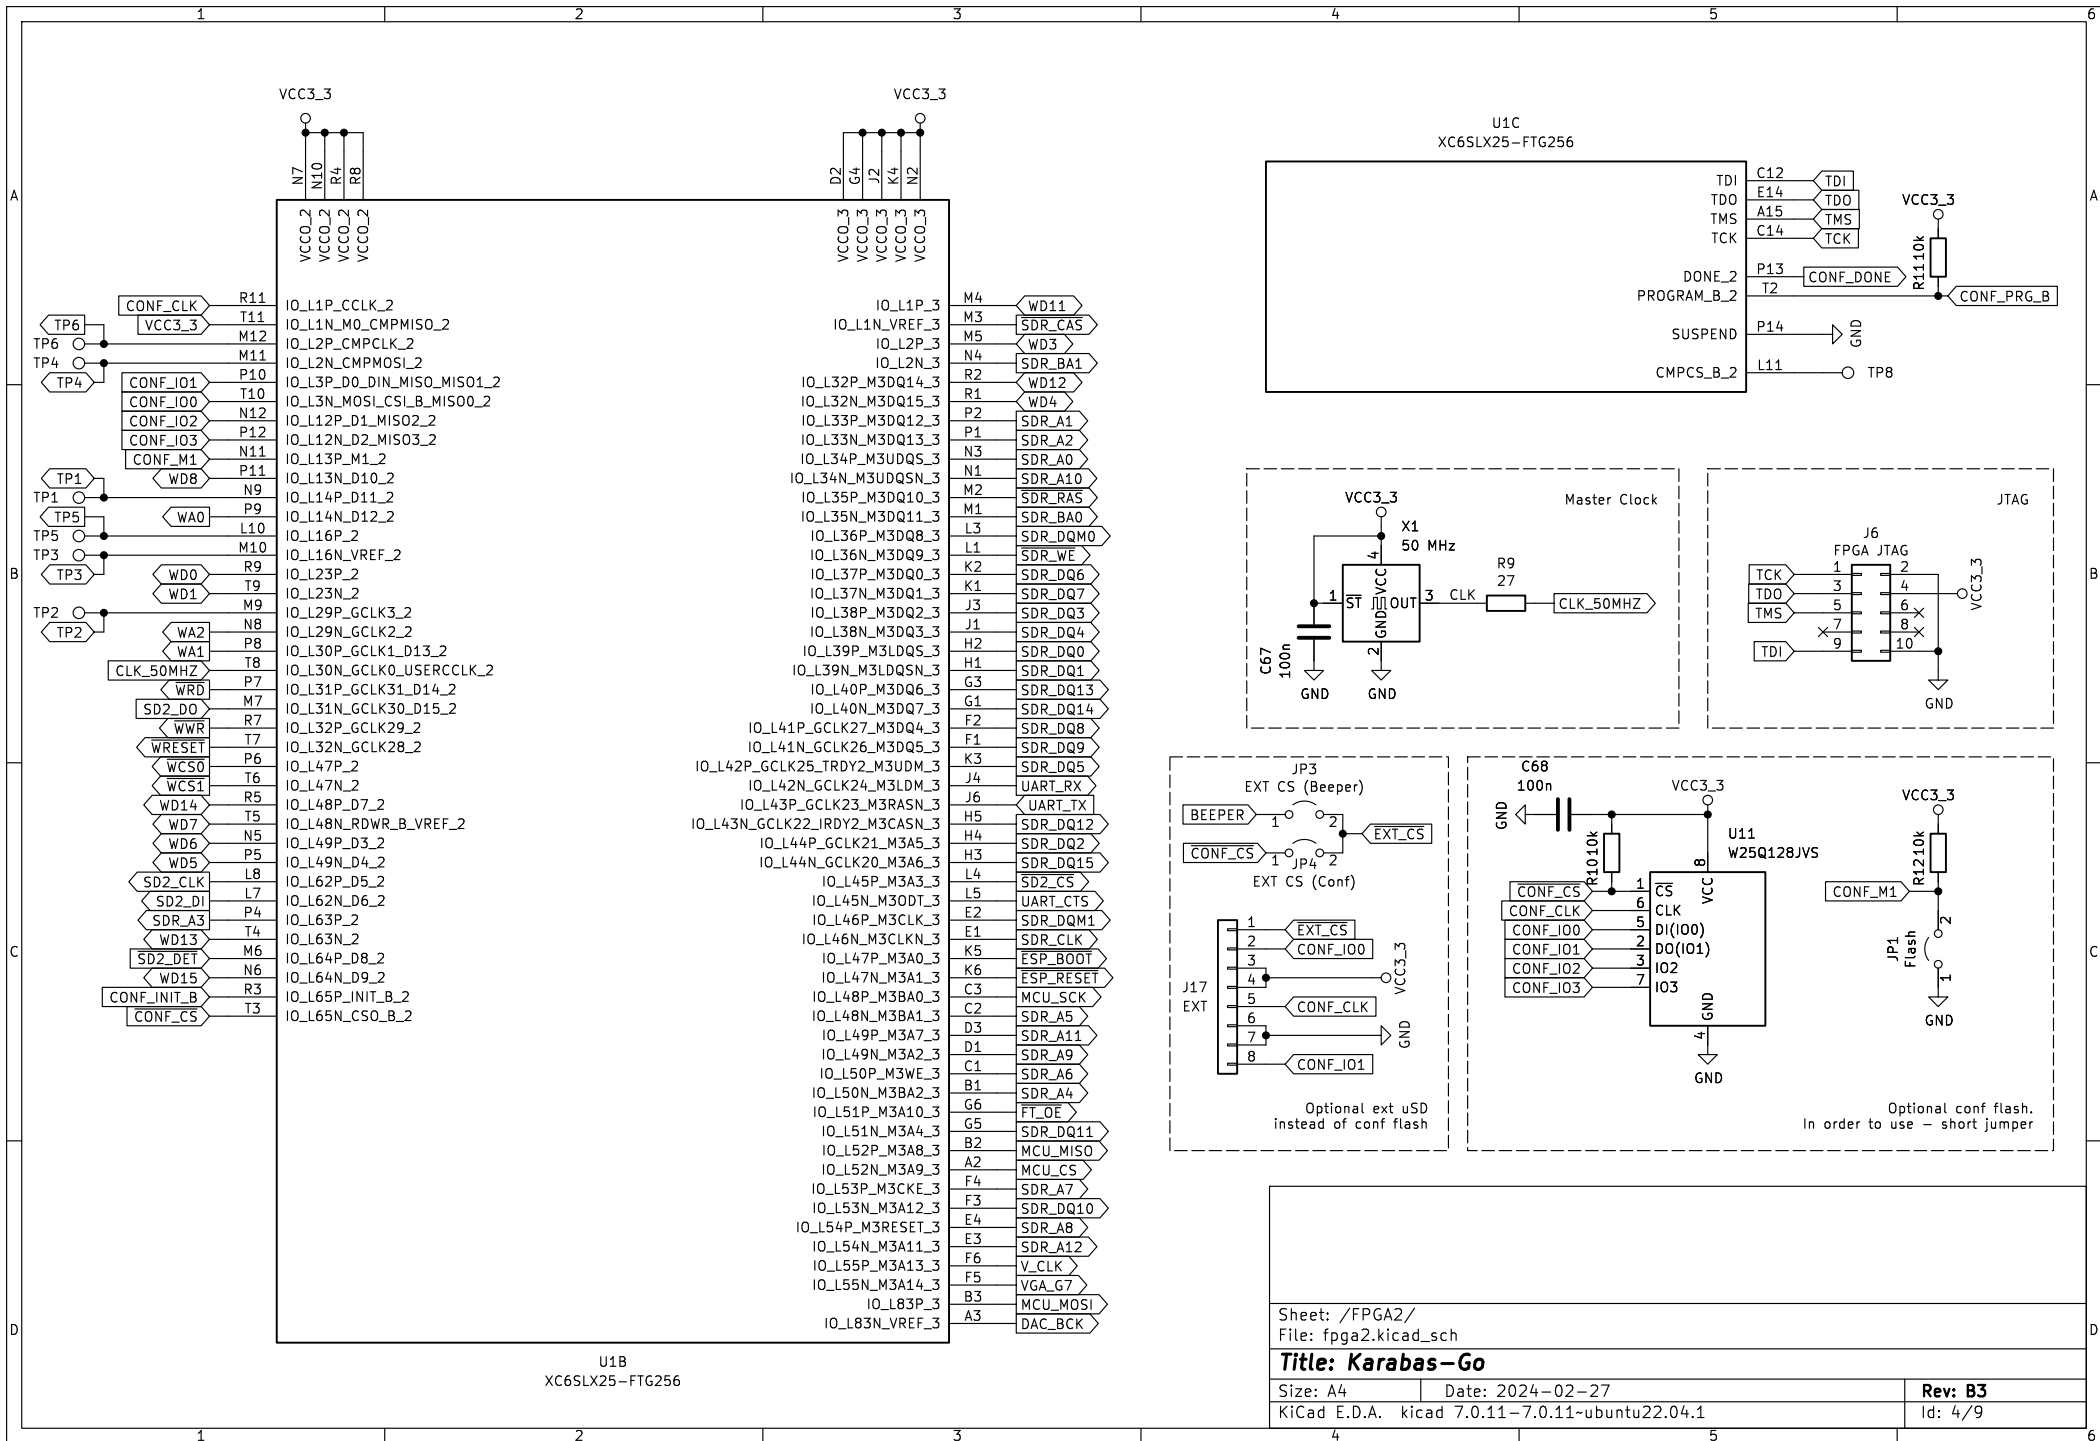 1 2 3 4 5 6
VCC3_3 VCC3_3
N7 N10 R4 R8 D2 G4 J2 K4 N2
VCCO_2 VCCO_2 VCCO_2 VCCO_2 VCCO_3 VCCO_3 VCCO_3 VCCO_3 VCCO_3
CONF_CLK R11 IO_L1P_CCLK_2
VCC3_3 T11 IO_L1N_M0_CMPMISO_2
TP6
TP6 M12 IO_L2P_CMPCLK_2
TP4 M11 IO_L2N_CMPMOSI_2
TP4
CONF_IO1 P10 IO_L3P_D0_DIN_MISO_MISO1_2
CONF_IO0 T10 IO_L3N_MOSI_CSI_B_MISO0_2
CONF_IO2 N12 IO_L12P_D1_MISO2_2
CONF_IO3 P12 IO_L12N_D2_MISO3_2
CONF_M1 N11 IO_L13P_M1_2
TP1 WD8 P11 IO_L13N_D10_2
TP1 N9 IO_L14P_D11_2
TP5 WA0 P9 IO_L14N_D12_2
TP5 L10 IO_L16P_2
TP3 M10 IO_L16N_VREF_2
TP3 WD0 R9 IO_L23P_2
WD1 T9 IO_L23N_2
TP2 M9 IO_L29P_GCLK3_2
TP2 WA2 N8 IO_L29N_GCLK2_2
WA1 P8 IO_L30P_GCLK1_D13_2
CLK_50MHZ T8 IO_L30N_GCLK0_USERCCLK_2
WRD P7 IO_L31P_GCLK31_D14_2
SD2_DO M7 IO_L31N_GCLK30_D15_2
WWR R7 IO_L32P_GCLK29_2
WRESET T7 IO_L32N_GCLK28_2
WCS0 P6 IO_L47P_2
WCS1 T6 IO_L47N_2
WD14 R5 IO_L48P_D7_2
WD7 T5 IO_L48N_RDWR_B_VREF_2
WD6 N5 IO_L49P_D3_2
WD5 P5 IO_L49N_D4_2
SD2_CLK L8 IO_L62P_D5_2
SD2_DI L7 IO_L62N_D6_2
SDR_A3 P4 IO_L63P_2
WD13 T4 IO_L63N_2
SD2_DET M6 IO_L64P_D8_2
WD15 N6 IO_L64N_D9_2
CONF_INIT_B R3 IO_L65P_INIT_B_2
CONF_CS T3 IO_L65N_CSO_B_2
IO_L1P_3 M4 WD11
IO_L1N_VREF_3 M3 SDR_CAS
IO_L2P_3 M5 WD3
IO_L2N_3 N4 SDR_BA1
IO_L32P_M3DQ14_3 R2 WD12
IO_L32N_M3DQ15_3 R1 WD4
IO_L33P_M3DQ12_3 P2 SDR_A1
IO_L33N_M3DQ13_3 P1 SDR_A2
IO_L34P_M3UDQS_3 N3 SDR_A0
IO_L34N_M3UDQSN_3 N1 SDR_A10
IO_L35P_M3DQ10_3 M2 SDR_RAS
IO_L35N_M3DQ11_3 M1 SDR_BA0
IO_L36P_M3DQ8_3 L3 SDR_DQM0
IO_L36N_M3DQ9_3 L1 SDR_WE
IO_L37P_M3DQ0_3 K2 SDR_DQ6
IO_L37N_M3DQ1_3 K1 SDR_DQ7
IO_L38P_M3DQ2_3 J3 SDR_DQ3
IO_L38N_M3DQ3_3 J1 SDR_DQ4
IO_L39P_M3LDQS_3 H2 SDR_DQ0
IO_L39N_M3LDQSN_3 H1 SDR_DQ1
IO_L40P_M3DQ6_3 G3 SDR_DQ13
IO_L40N_M3DQ7_3 G1 SDR_DQ14
IO_L41P_GCLK27_M3DQ4_3 F2 SDR_DQ8
IO_L41N_GCLK26_M3DQ5_3 F1 SDR_DQ9
IO_L42P_GCLK25_TRDY2_M3UDM_3 K3 SDR_DQ5
IO_L42N_GCLK24_M3LDM_3 J4 UART_RX
IO_L43P_GCLK23_M3RASN_3 J6 UART_TX
IO_L43N_GCLK22_IRDY2_M3CASN_3 H5 SDR_DQ12
IO_L44P_GCLK21_M3A5_3 H4 SDR_DQ2
IO_L44N_GCLK20_M3A6_3 H3 SDR_DQ15
IO_L45P_M3A3_3 L4 SD2_CS
IO_L45N_M3ODT_3 L5 UART_CTS
IO_L46P_M3CLK_3 E2 SDR_DQM1
IO_L46N_M3CLKN_3 E1 SDR_CLK
IO_L47P_M3A0_3 K5 ESP_BOOT
IO_L47N_M3A1_3 K6 ESP_RESET
IO_L48P_M3BA0_3 C3 MCU_SCK
IO_L48N_M3BA1_3 C2 SDR_A5
IO_L49P_M3A7_3 D3 SDR_A11
IO_L49N_M3A2_3 D1 SDR_A9
IO_L50P_M3WE_3 C1 SDR_A6
IO_L50N_M3BA2_3 B1 SDR_A4
IO_L51P_M3A10_3 G6 FT_OE
IO_L51N_M3A4_3 G5 SDR_DQ11
IO_L52P_M3A8_3 B2 MCU_MISO
IO_L52N_M3A9_3 A2 MCU_CS
IO_L53P_M3CKE_3 F4 SDR_A7
IO_L53N_M3A12_3 F3 SDR_DQ10
IO_L54P_M3RESET_3 E4 SDR_A8
IO_L54N_M3A11_3 E3 SDR_A12
IO_L55P_M3A13_3 F6 V_CLK
IO_L55N_M3A14_3 F5 VGA_G7
IO_L83P_3 B3 MCU_MOSI
IO_L83N_VREF_3 A3 DAC_BCK
U1B
XC6SLX25-FTG256
U1C
XC6SLX25-FTG256
TDI C12 TDI
TDO E14 TDO
TMS A15 TMS
TCK C14 TCK
DONE_2 P13 CONF_DONE
PROGRAM_B_2 T2 CONF_PRG_B
VCC3_3
R11 10k
SUSPEND P14 GND
CMPCS_B_2 L11 TP8
Master Clock
VCC3_3
X1
50 MHz
4 VCC
1 ST OUT 3 CLK
R9
27
CLK_50MHZ
GND 2
C67
100n
GND GND
JTAG
J6
FPGA JTAG
TCK 1 2
TDO 3 4 VCC3_3
TMS 5 6
7 8
TDI 9 10
GND
JP3
EXT CS (Beeper)
BEEPER 1 2
EXT_CS
CONF_CS 1 JP4 2
EXT CS (Conf)
J17
EXT
1 EXT_CS
2 CONF_IO0
3
4 VCC3_3
5 CONF_CLK
6
7 GND
8 CONF_IO1
Optional ext uSD
instead of conf flash
C68
100n
GND
VCC3_3
R10 10k
U11
W25Q128JVS
8 VCC
CONF_CS 1 CS
CONF_CLK 6 CLK
CONF_IO0 5 DI(IO0)
CONF_IO1 2 DO(IO1)
CONF_IO2 3 IO2
CONF_IO3 7 IO3
GND 4
GND
VCC3_3
R12 10k
CONF_M1
2
JP1
Flash
1
GND
Optional conf flash.
In order to use – short jumper
A A
B B
C C
D D
Sheet: /FPGA2/
File: fpga2.kicad_sch
Title: Karabas-Go
Size: A4 Date: 2024-02-27 Rev: B3
KiCad E.D.A. kicad 7.0.11-7.0.11~ubuntu22.04.1 Id: 4/9
1 2 3 4 5 6